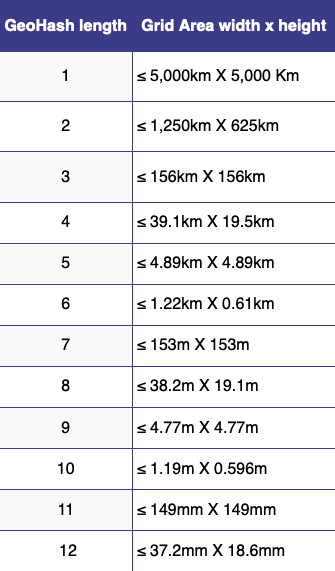 GeoHash length Grid Area width x height
1 ≤ 5,000km X 5,000 Km
2 ≤ 1,250km X 625km
3 ≤ 156km X 156km
4 ≤ 39.1km X 19.5km
5 ≤ 4.89km X 4.89km
6 ≤ 1.22km X 0.61km
7 ≤ 153m X 153m
8 ≤ 38.2m X 19.1m
9 ≤ 4.77m X 4.77m
10 ≤ 1.19m X 0.596m
11 ≤ 149mm X 149mm
12 ≤ 37.2mm X 18.6mm